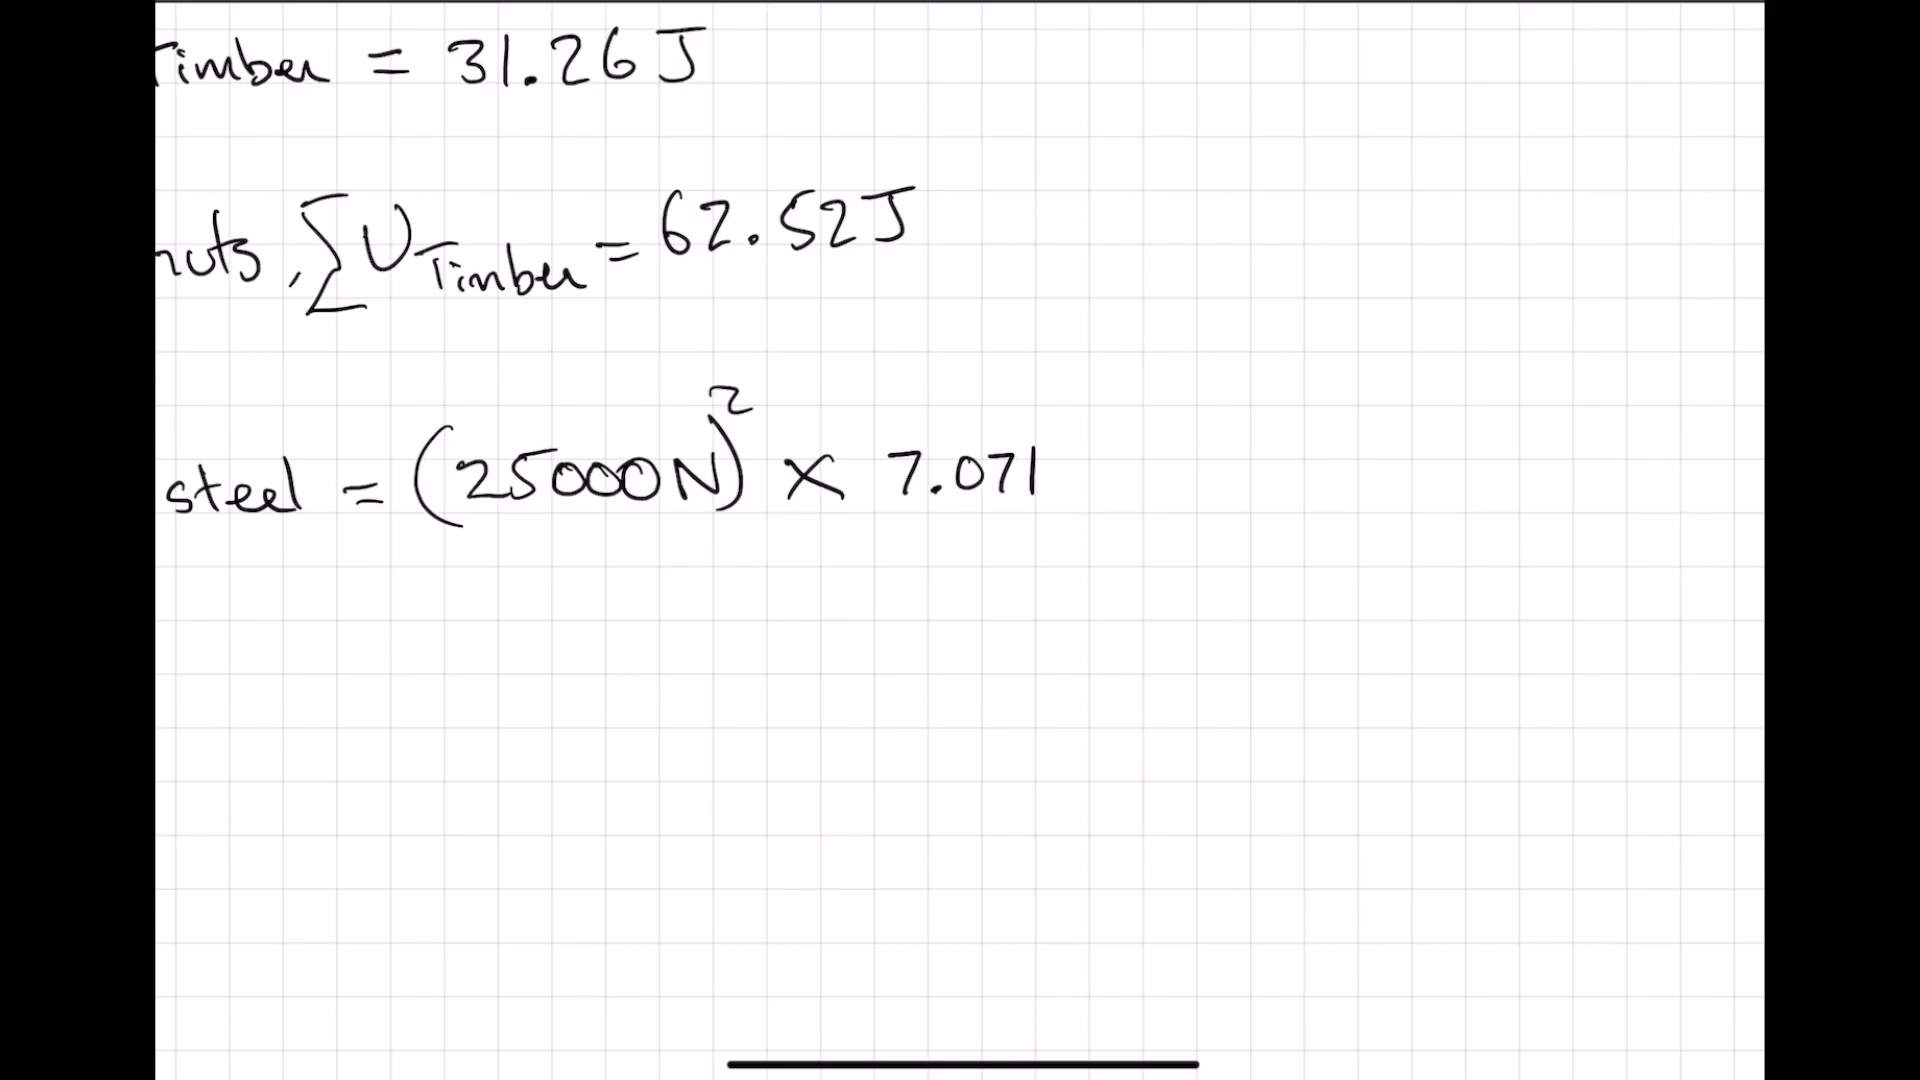 Timber = 31.26 J
nuts, ∑U Timber = 62.52 J
steel = (25000N)² × 7.071